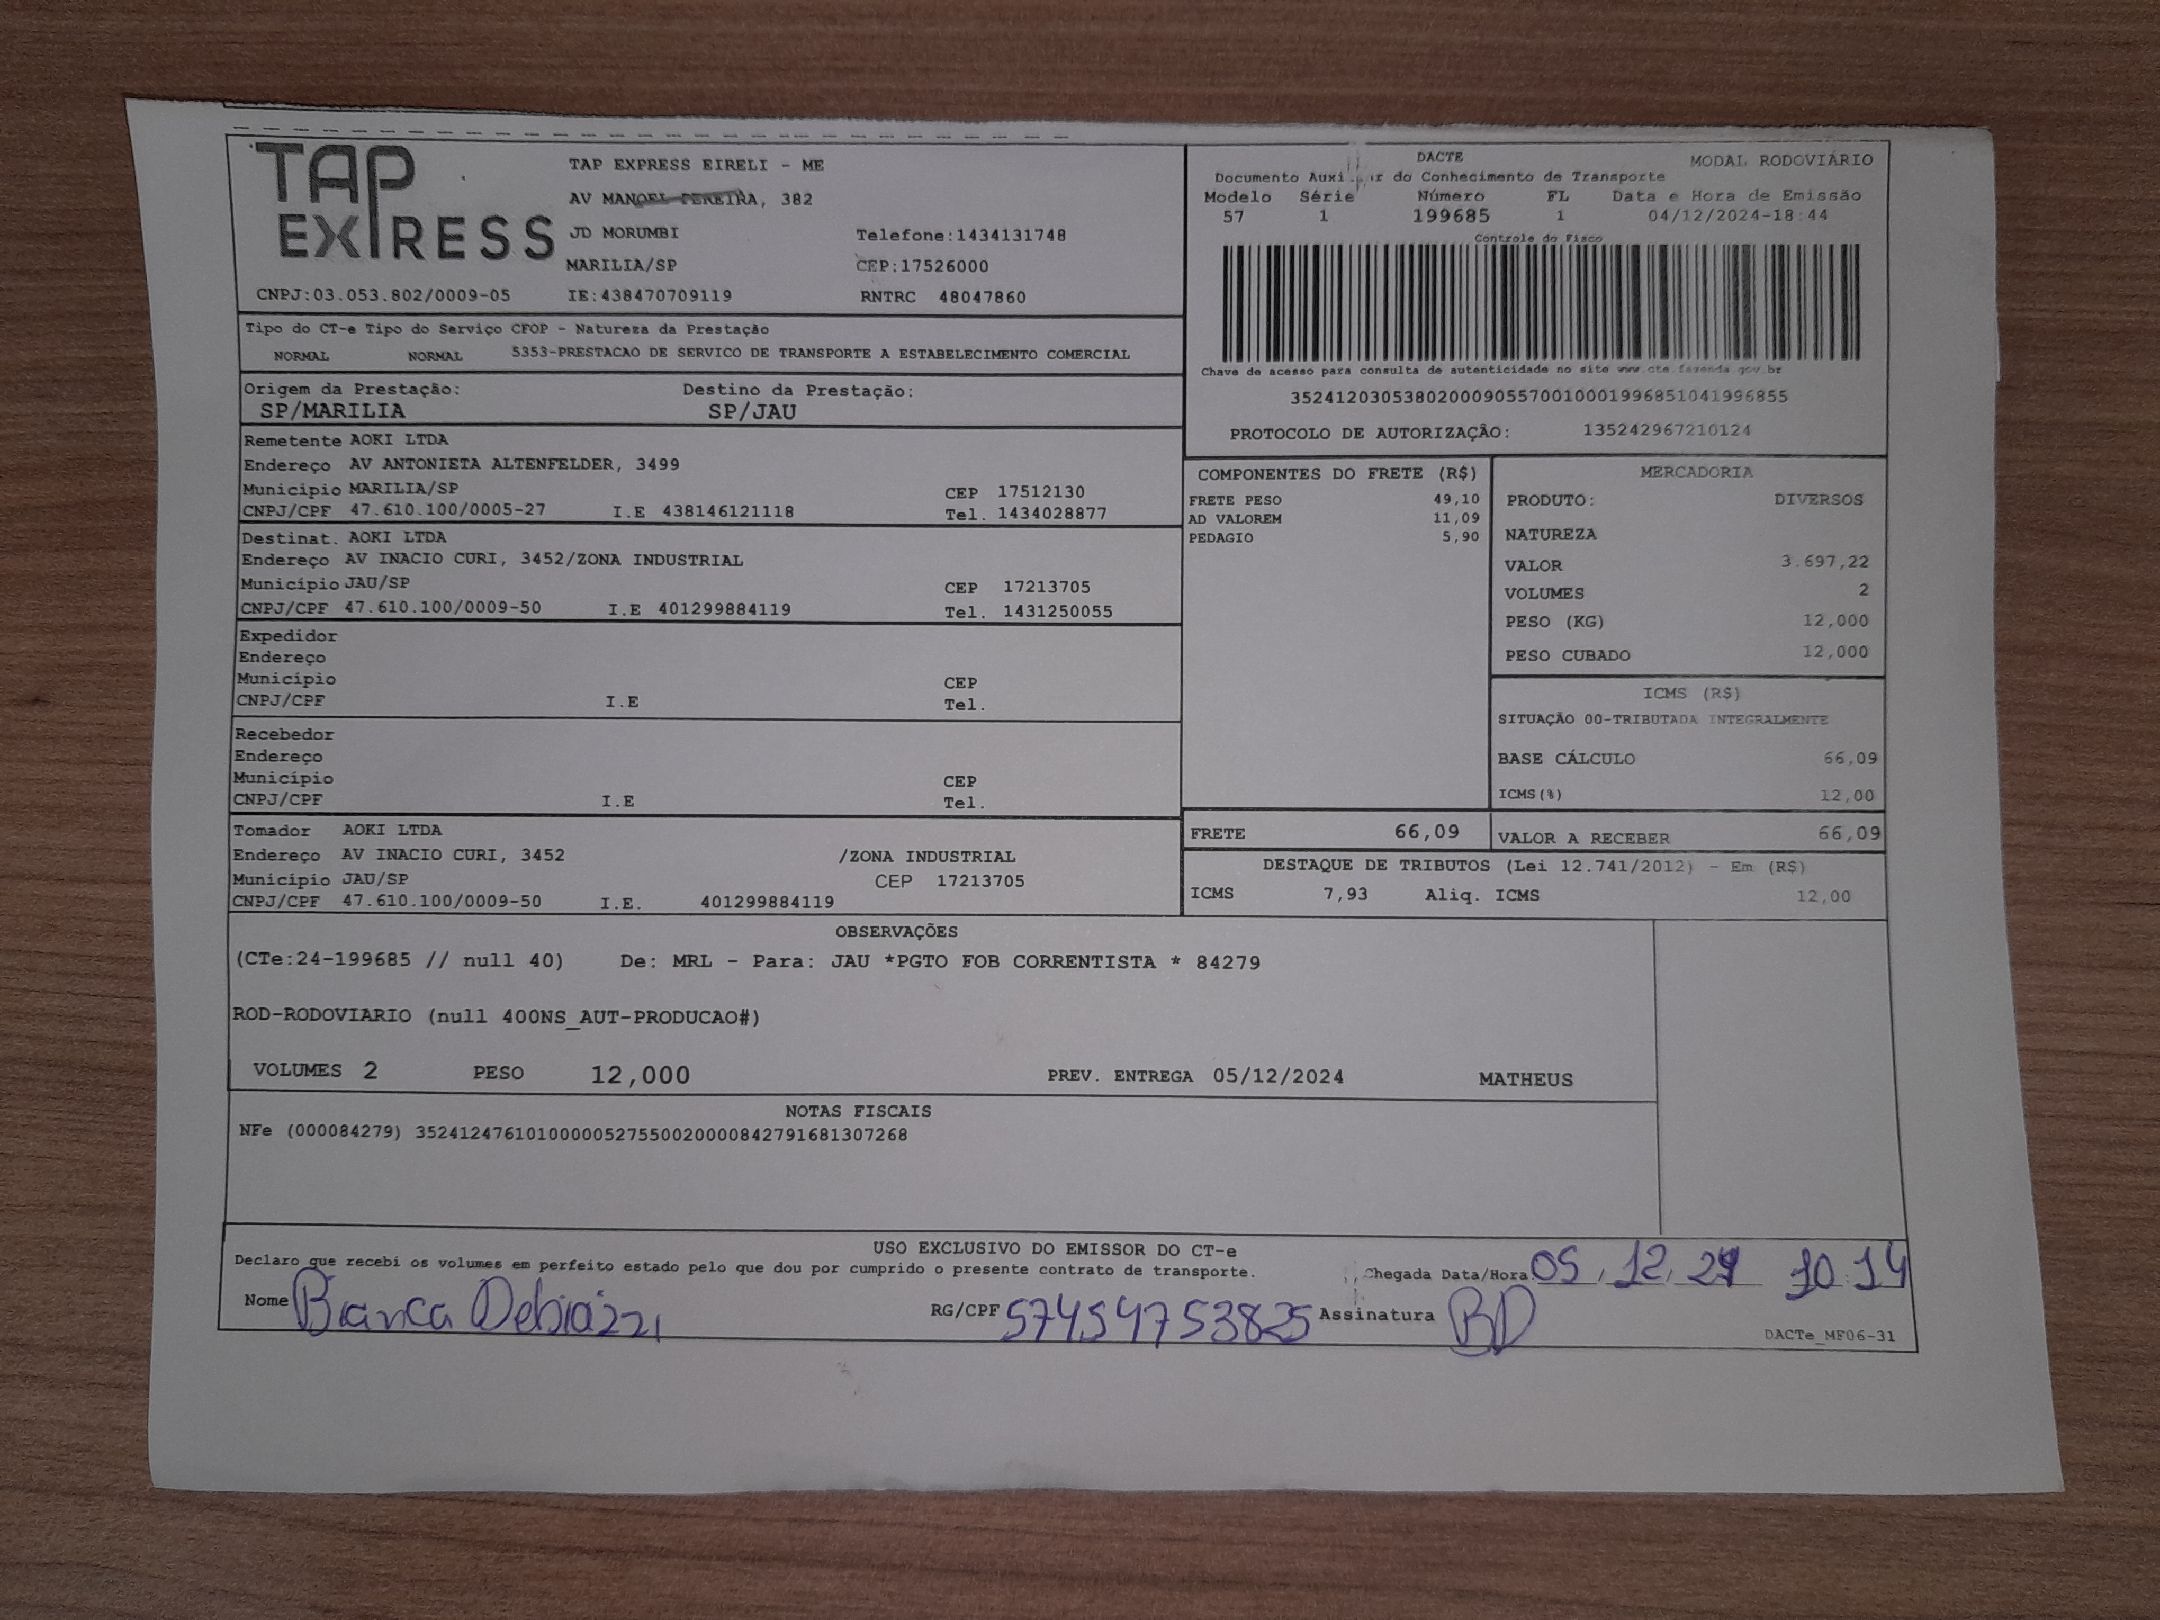 TAP
EXPRESS
TAP EXPRESS EIRELI - ME
AV MANOEL PEREIRA, 382
JD MORUMBI Telefone:1434131748
MARILIA/SP CEP:17526000
CNPJ:03.053.802/0009-05 IE:438470709119 RNTRC 48047860
DACTE MODAL RODOVIÁRIO
Documento Auxi r do Conhecimento de Transporte
Modelo Série Número FL Data e Hora de Emissão
57 1 199685 1 04/12/2024-18:44
Controle do Fisco
Chave de acesso para consulta de autenticidade no site www.cte.fazenda.gov.br
35241203053802000905570010001996851041996855
PROTOCOLO DE AUTORIZAÇÃO: 135242967210124
Tipo do CT-e Tipo do Serviço CFOP - Natureza da Prestação
NORMAL NORMAL 5353-PRESTACAO DE SERVICO DE TRANSPORTE A ESTABELECIMENTO COMERCIAL
Origem da Prestação: Destino da Prestação:
SP/MARILIA SP/JAU
Remetente AOKI LTDA
Endereço AV ANTONIETA ALTENFELDER, 3499
Município MARILIA/SP CEP 17512130
CNPJ/CPF 47.610.100/0005-27 I.E 438146121118 Tel. 1434028877
Destinat. AOKI LTDA
Endereço AV INACIO CURI, 3452/ZONA INDUSTRIAL
Município JAU/SP CEP 17213705
CNPJ/CPF 47.610.100/0009-50 I.E 401299884119 Tel. 1431250055
Expedidor
Endereço
Município CEP
CNPJ/CPF I.E Tel.
Recebedor
Endereço
Município CEP
CNPJ/CPF I.E Tel.
Tomador AOKI LTDA
Endereço AV INACIO CURI, 3452 /ZONA INDUSTRIAL
Município JAU/SP CEP 17213705
CNPJ/CPF 47.610.100/0009-50 I.E. 401299884119
COMPONENTES DO FRETE (R$)
FRETE PESO 49,10
AD VALOREM 11,09
PEDAGIO 5,90
MERCADORIA
PRODUTO: DIVERSOS
NATUREZA
VALOR 3.697,22
VOLUMES 2
PESO (KG) 12,000
PESO CUBADO 12,000
ICMS (R$)
SITUAÇÃO 00-TRIBUTADA INTEGRALMENTE
BASE CÁLCULO 66,09
ICMS(%) 12,00
FRETE 66,09 VALOR A RECEBER 66,09
DESTAQUE DE TRIBUTOS (Lei 12.741/2012) - Em (R$)
ICMS 7,93 Aliq. ICMS 12,00
OBSERVAÇÕES
(CTe:24-199685 // null 40) De: MRL - Para: JAU *PGTO FOB CORRENTISTA * 84279
ROD-RODOVIARIO (null 400NS_AUT-PRODUCAO#)
VOLUMES 2 PESO 12,000 PREV. ENTREGA 05/12/2024 MATHEUS
NOTAS FISCAIS
NFe (000084279) 35241247610100000527550020000842791681307268
USO EXCLUSIVO DO EMISSOR DO CT-e
Declaro que recebi os volumes em perfeito estado pelo que dou por cumprido o presente contrato de transporte.
Chegada Data/Hora 05.12.24 10:14
Nome Bianca Debiazzi RG/CPF 57454753825 Assinatura BD
DACTe_MF06-31